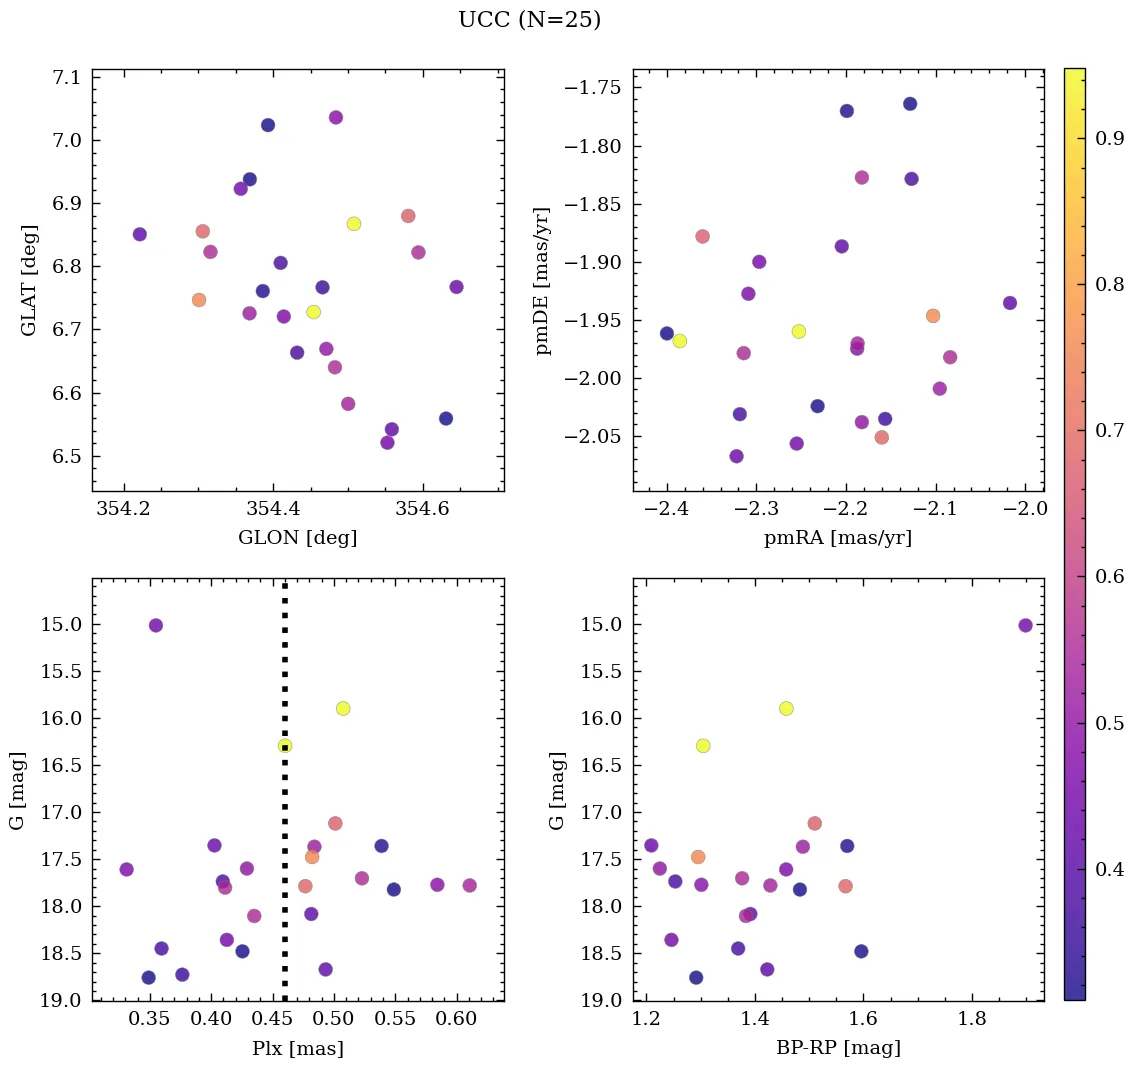 UCC (N=25)
7.1
7.0
6.9
6.8
6.7
6.6
6.5
GLAT [deg]
354.2 354.4 354.6
GLON [deg]
−1.75
−1.80
−1.85
−1.90
−1.95
−2.00
−2.05
pmDE [mas/yr]
−2.4 −2.3 −2.2 −2.1 −2.0
pmRA [mas/yr]
0.9
0.8
0.7
0.6
0.5
0.4
15.0
15.5
16.0
16.5
17.0
17.5
18.0
18.5
19.0
G [mag]
0.35 0.40 0.45 0.50 0.55 0.60
Plx [mas]
15.0
15.5
16.0
16.5
17.0
17.5
18.0
18.5
19.0
G [mag]
1.2 1.4 1.6 1.8
BP-RP [mag]